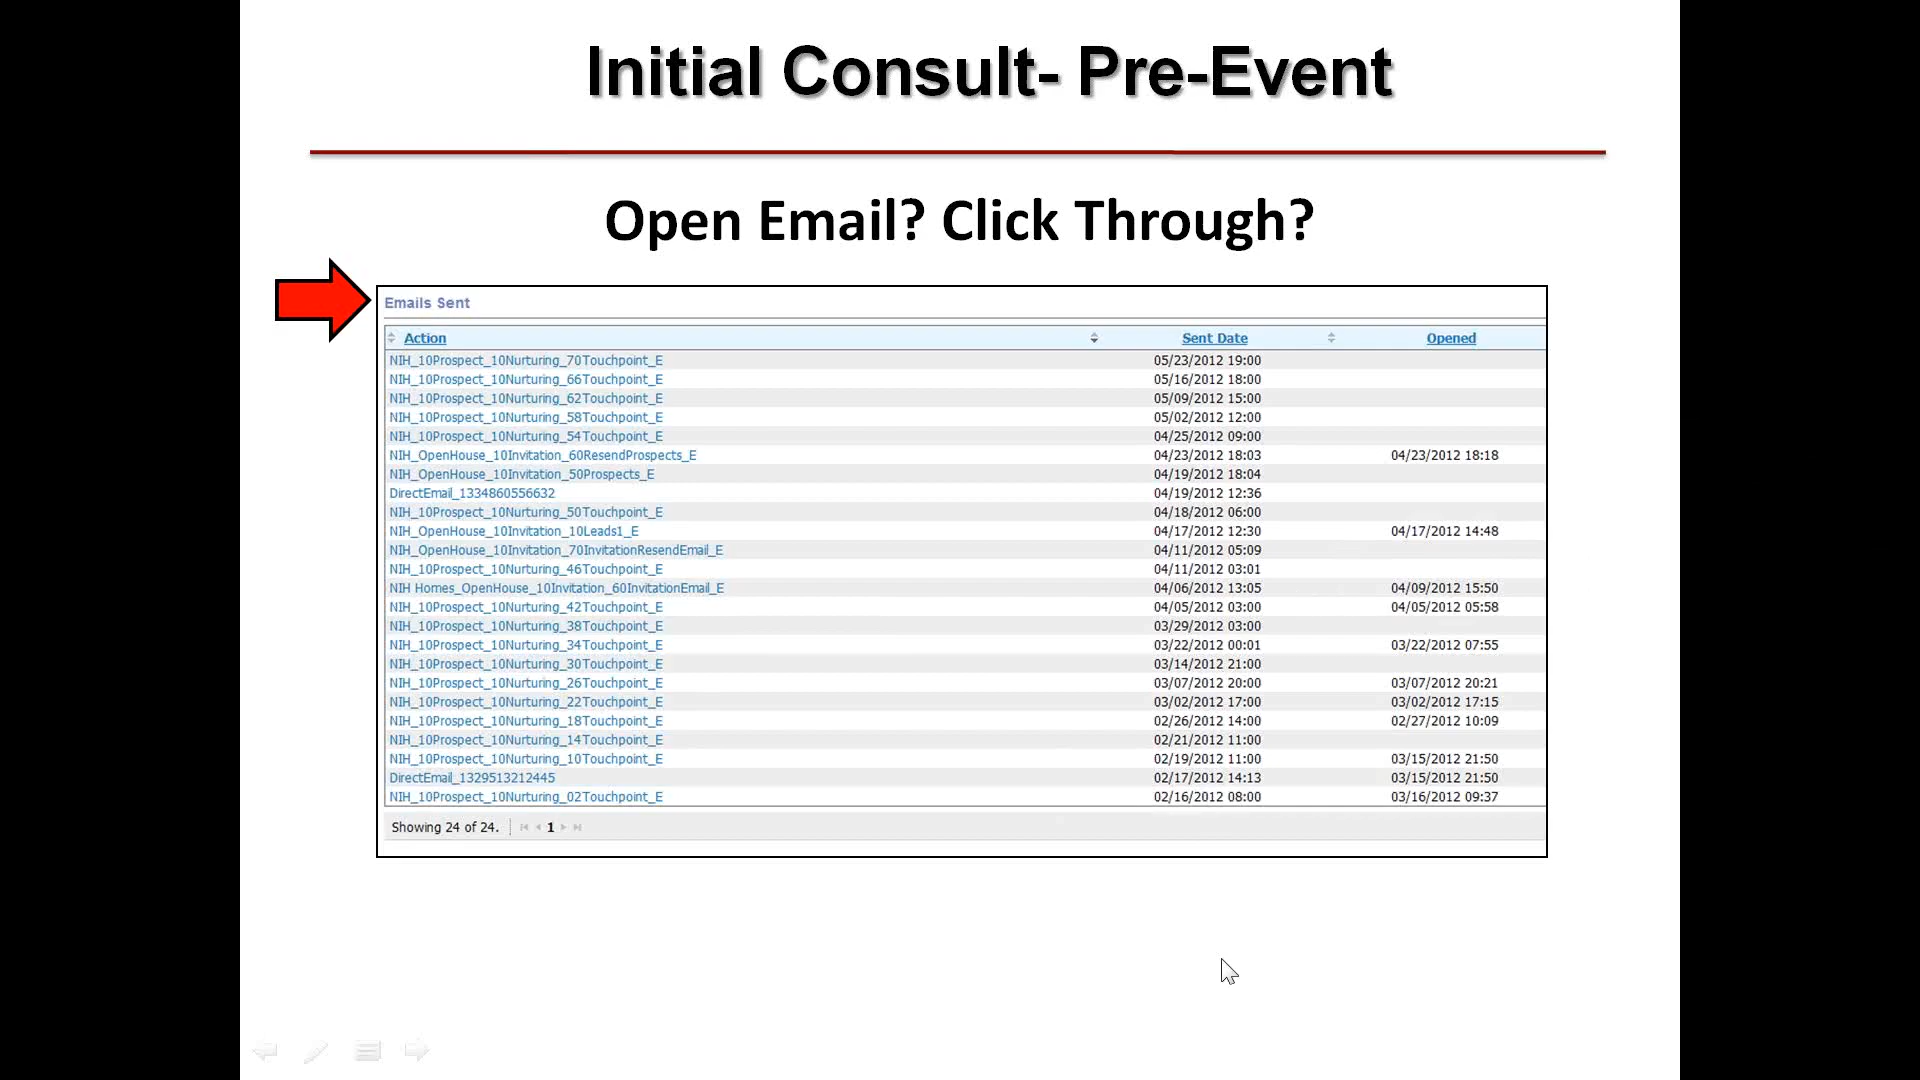 Initial Consult- Pre-Event
Open Email? Click Through?
Emails Sent
Action Sent Date Opened
NIH_10Prospect_10Nurturing_70Touchpoint_E 05/23/2012 19:00
NIH_10Prospect_10Nurturing_66Touchpoint_E 05/16/2012 18:00
NIH_10Prospect_10Nurturing_62Touchpoint_E 05/09/2012 15:00
NIH_10Prospect_10Nurturing_58Touchpoint_E 05/02/2012 12:00
NIH_10Prospect_10Nurturing_54Touchpoint_E 04/25/2012 09:00
NIH_OpenHouse_10Invitation_60ResendProspects_E 04/23/2012 18:03 04/23/2012 18:18
NIH_OpenHouse_10Invitation_50Prospects_E 04/19/2012 18:04
DirectEmail_1334860556632 04/19/2012 12:36
NIH_10Prospect_10Nurturing_50Touchpoint_E 04/18/2012 06:00
NIH_OpenHouse_10Invitation_10Leads1_E 04/17/2012 12:30 04/17/2012 14:48
NIH_OpenHouse_10Invitation_70InvitationResendEmail_E 04/11/2012 05:09
NIH_10Prospect_10Nurturing_46Touchpoint_E 04/11/2012 03:01
NIH Homes_OpenHouse_10Invitation_60InvitationEmail_E 04/06/2012 13:05 04/09/2012 15:50
NIH_10Prospect_10Nurturing_42Touchpoint_E 04/05/2012 03:00 04/05/2012 05:58
NIH_10Prospect_10Nurturing_38Touchpoint_E 03/29/2012 03:00
NIH_10Prospect_10Nurturing_34Touchpoint_E 03/22/2012 00:01 03/22/2012 07:55
NIH_10Prospect_10Nurturing_30Touchpoint_E 03/14/2012 21:00
NIH_10Prospect_10Nurturing_26Touchpoint_E 03/07/2012 20:00 03/07/2012 20:21
NIH_10Prospect_10Nurturing_22Touchpoint_E 03/02/2012 17:00 03/02/2012 17:15
NIH_10Prospect_10Nurturing_18Touchpoint_E 02/26/2012 14:00 02/27/2012 10:09
NIH_10Prospect_10Nurturing_14Touchpoint_E 02/21/2012 11:00
NIH_10Prospect_10Nurturing_10Touchpoint_E 02/19/2012 11:00 03/15/2012 21:50
DirectEmail_1329513212445 02/17/2012 14:13 03/15/2012 21:50
NIH_10Prospect_10Nurturing_02Touchpoint_E 02/16/2012 08:00 03/16/2012 09:37
Showing 24 of 24. 1